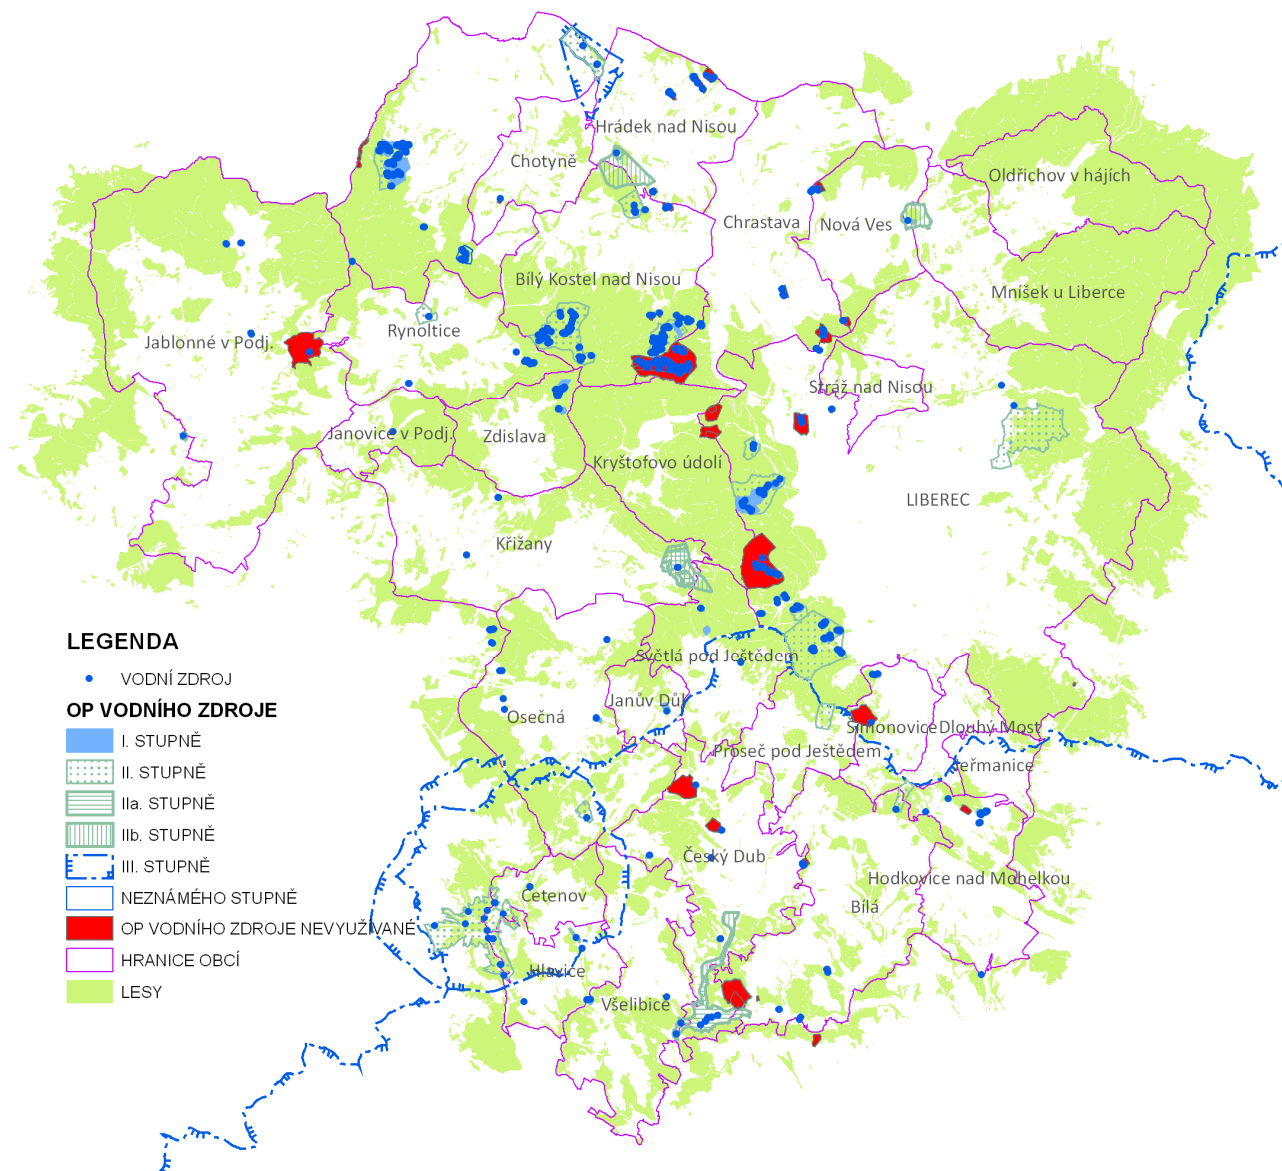 Hrádek nad Nisou
Chotyně
Oldřichov v hájích
Chrastava
Nová Ves
Bílý Kostel nad Nisou
Mníšek u Liberce
Rynoltice
Jablonné v Podj.
Stráž nad Nisou
Janovice v Podj.
Zdislava
Kryštofovo údolí
LIBEREC
Křižany
LEGENDA
VODNÍ ZDROJ
OP VODNÍHO ZDROJE
I. STUPNĚ
II. STUPNĚ
IIa. STUPNĚ
IIb. STUPNĚ
III. STUPNĚ
NEZNÁMÉHO STUPNĚ
OP VODNÍHO ZDROJE NEVYUŽÍVANÉ
HRANICE OBCÍ
LESY
Světlá pod Ještědem
Janův Důl
Osečná
Šimonovice
Dlouhý Most
Proseč pod Ještědem
Jeřmanice
Český Dub
Hodkovice nad Mohelkou
Cetenov
Bílá
Hlavice
Všelibice